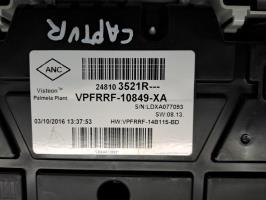 CAPTUR
ANC
Visteon
Palmela Plant
24810 3521R---
VPFRRF-10849-XA
S/N:LDXA077093
SW:08.13.
03/10/2016 13:37:53
HW:VPFRRF-14B115-BD